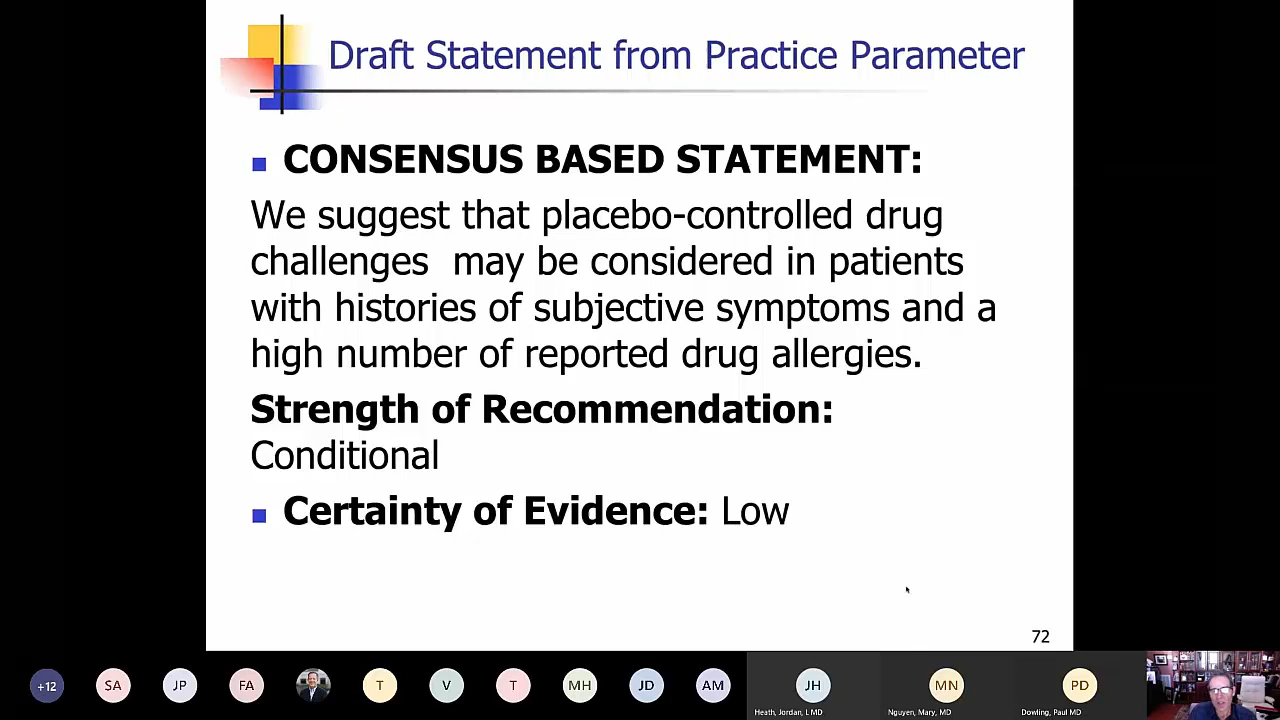 Draft Statement from Practice Parameter
CONSENSUS BASED STATEMENT:
We suggest that placebo-controlled drug
challenges may be considered in patients
with histories of subjective symptoms and a
high number of reported drug allergies.
Strength of Recommendation:
Conditional
Certainty of Evidence: Low
72
+12
SA
JP
FA
T
V
T
MH
JD
AM
JH
MN
PD
Heath, Jordan, L MD
Nguyen, Mary, MD
Dowling, Paul MD